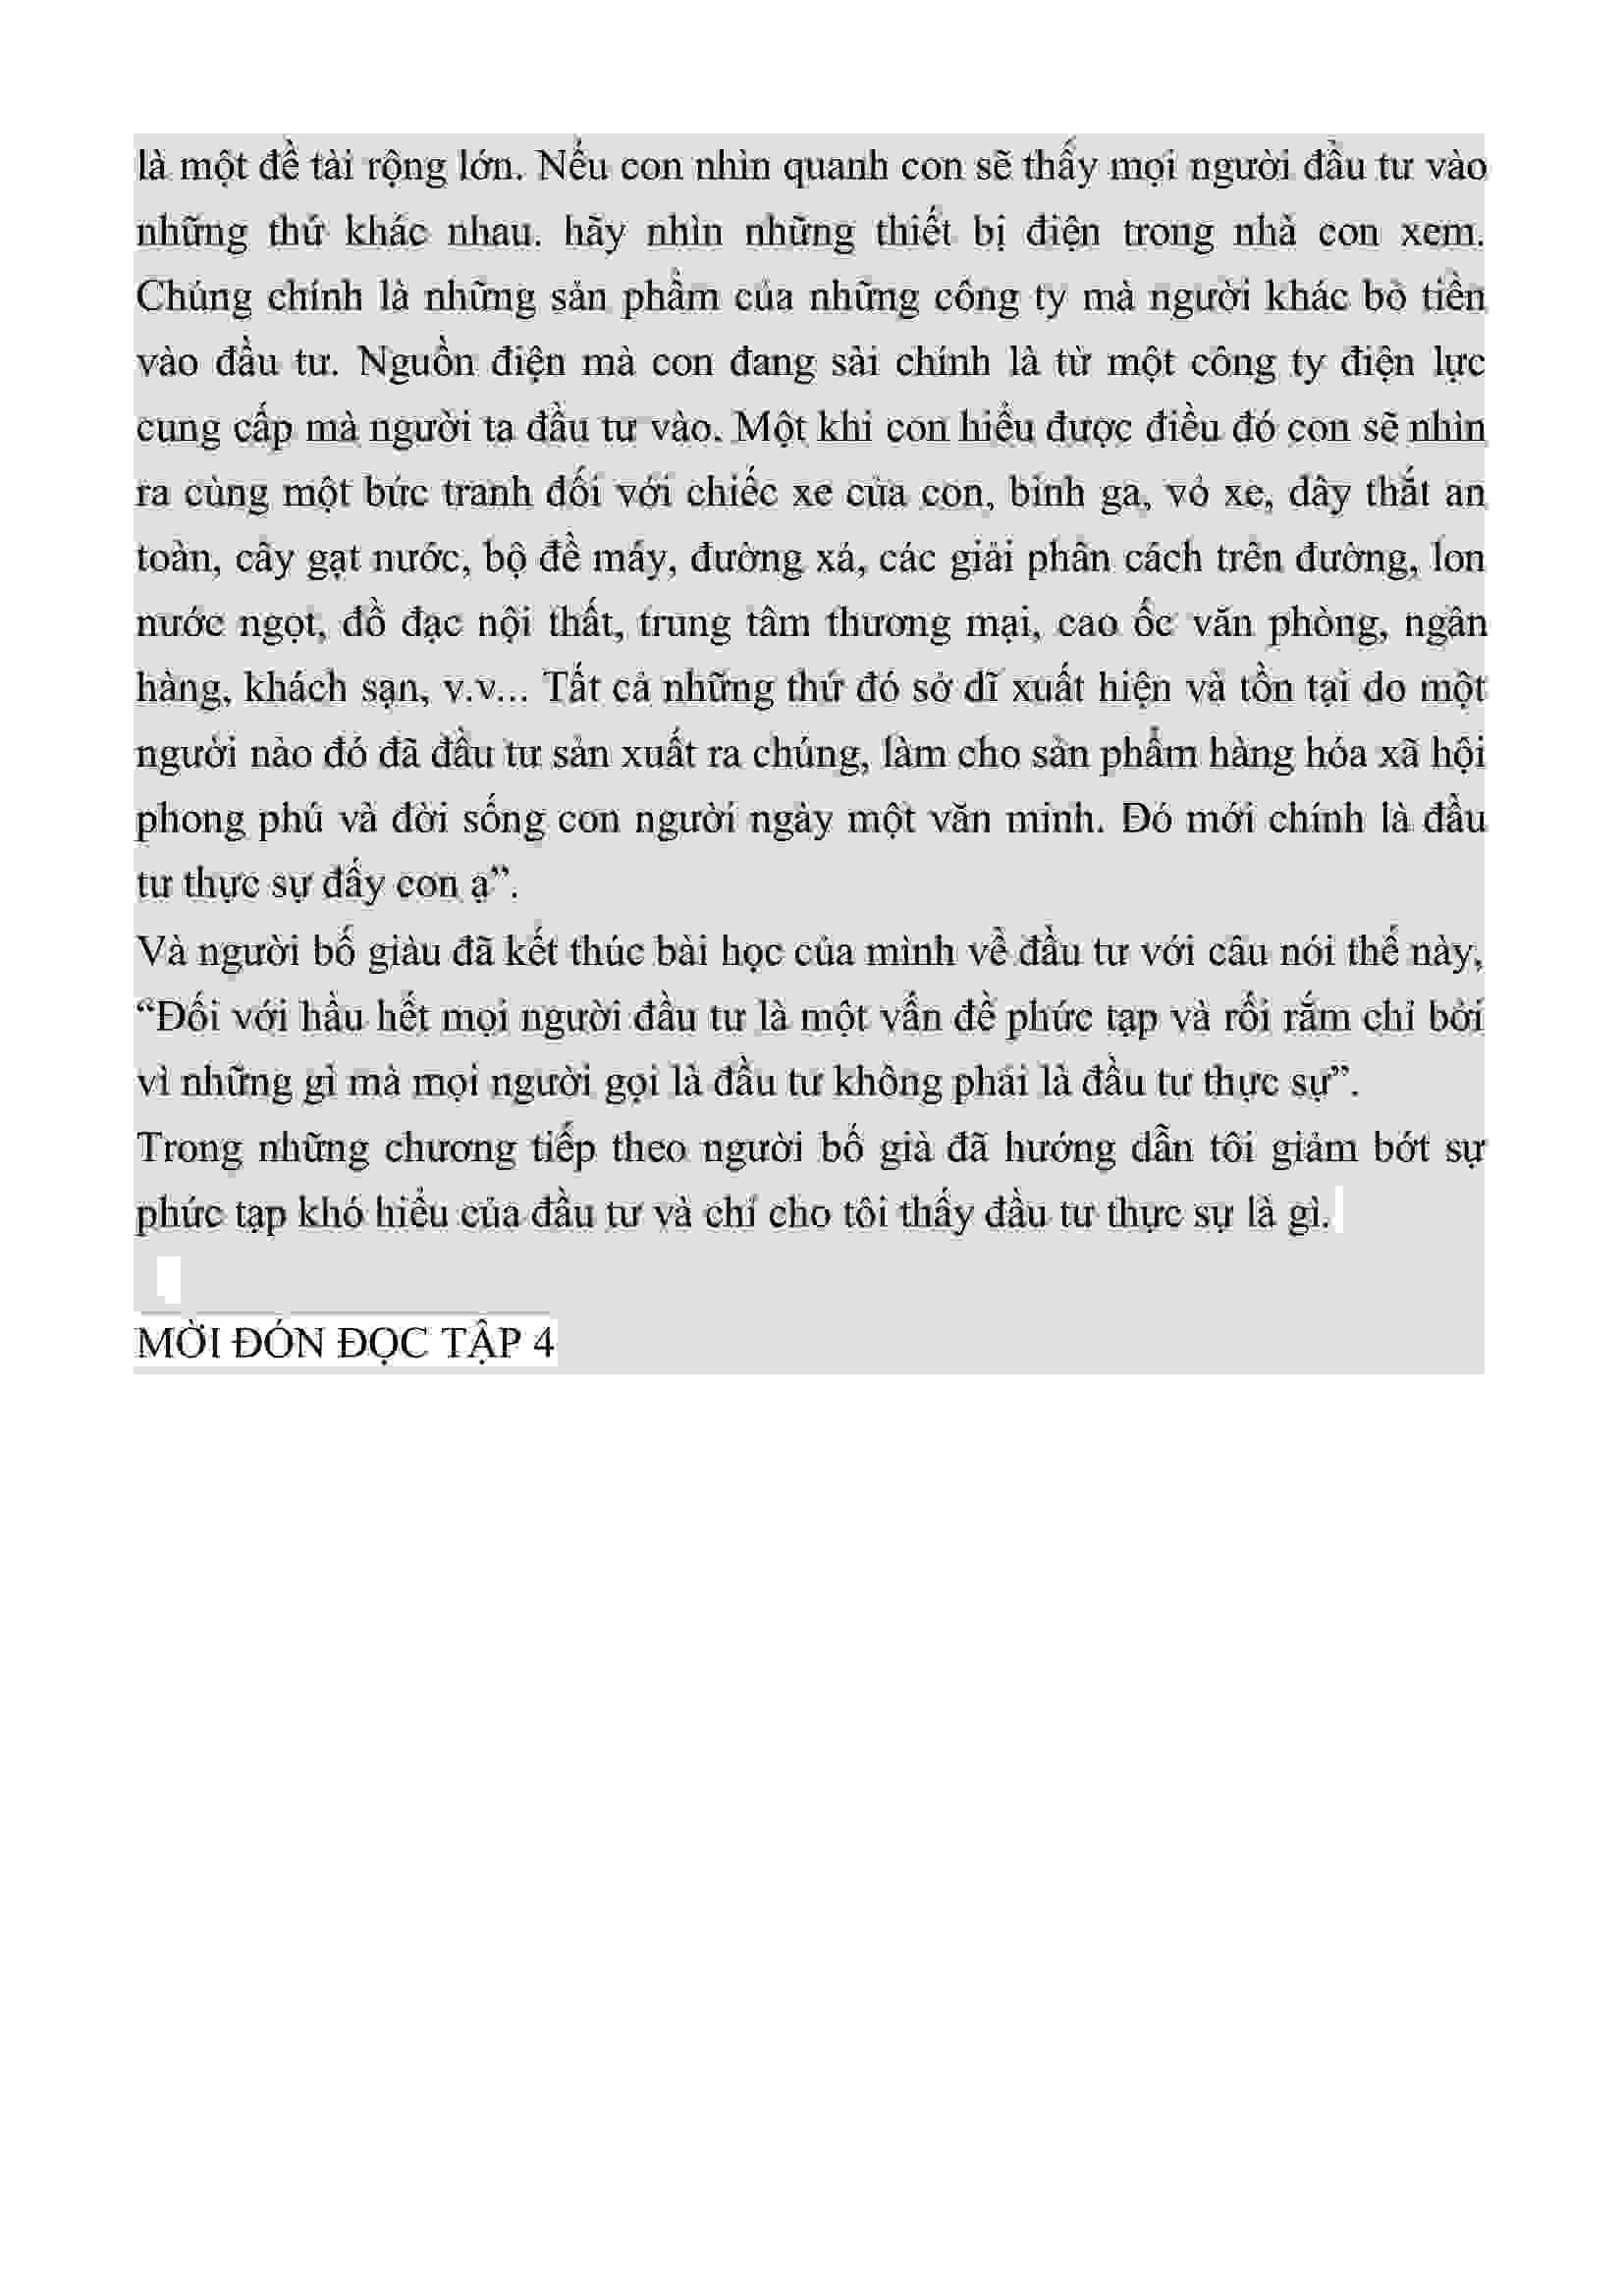 là một đề tài rộng lớn. Nếu con nhìn quanh con sẽ thấy mọi người đầu tư vào
những thứ khác nhau. hãy nhìn những thiết bị điện trong nhà con xem.
Chúng chính là những sản phẩm của những công ty mà người khác bỏ tiền
vào đầu tư. Nguồn điện mà con đang sài chính là từ một công ty điện lực
cung cấp mà người ta đầu tư vào. Một khi con hiểu được điều đó con sẽ nhìn
ra cùng một bức tranh đối với chiếc xe của con, bình ga, vỏ xe, dây thắt an
toàn, cây gạt nước, bộ đề máy, đường xá, các giải phân cách trên đường, lon
nước ngọt, đồ đạc nội thất, trung tâm thương mại, cao ốc văn phòng, ngân
hàng, khách sạn, v.v... Tất cả những thứ đó sở dĩ xuất hiện và tồn tại do một
người nào đó đã đầu tư sản xuất ra chúng, làm cho sản phẩm hàng hóa xã hội
phong phú và đời sống con người ngày một văn minh. Đó mới chính là đầu
tư thực sự đấy con ạ”.
Và người bố giàu đã kết thúc bài học của mình về đầu tư với câu nói thế này,
“Đối với hầu hết mọi người đầu tư là một vấn đề phức tạp và rối rắm chỉ bởi
vì những gì mà mọi người gọi là đầu tư không phải là đầu tư thực sự”.
Trong những chương tiếp theo người bố già đã hướng dẫn tôi giảm bớt sự
phức tạp khó hiểu của đầu tư và chỉ cho tôi thấy đầu tư thực sự là gì.
MỜI ĐÓN ĐỌC TẬP 4